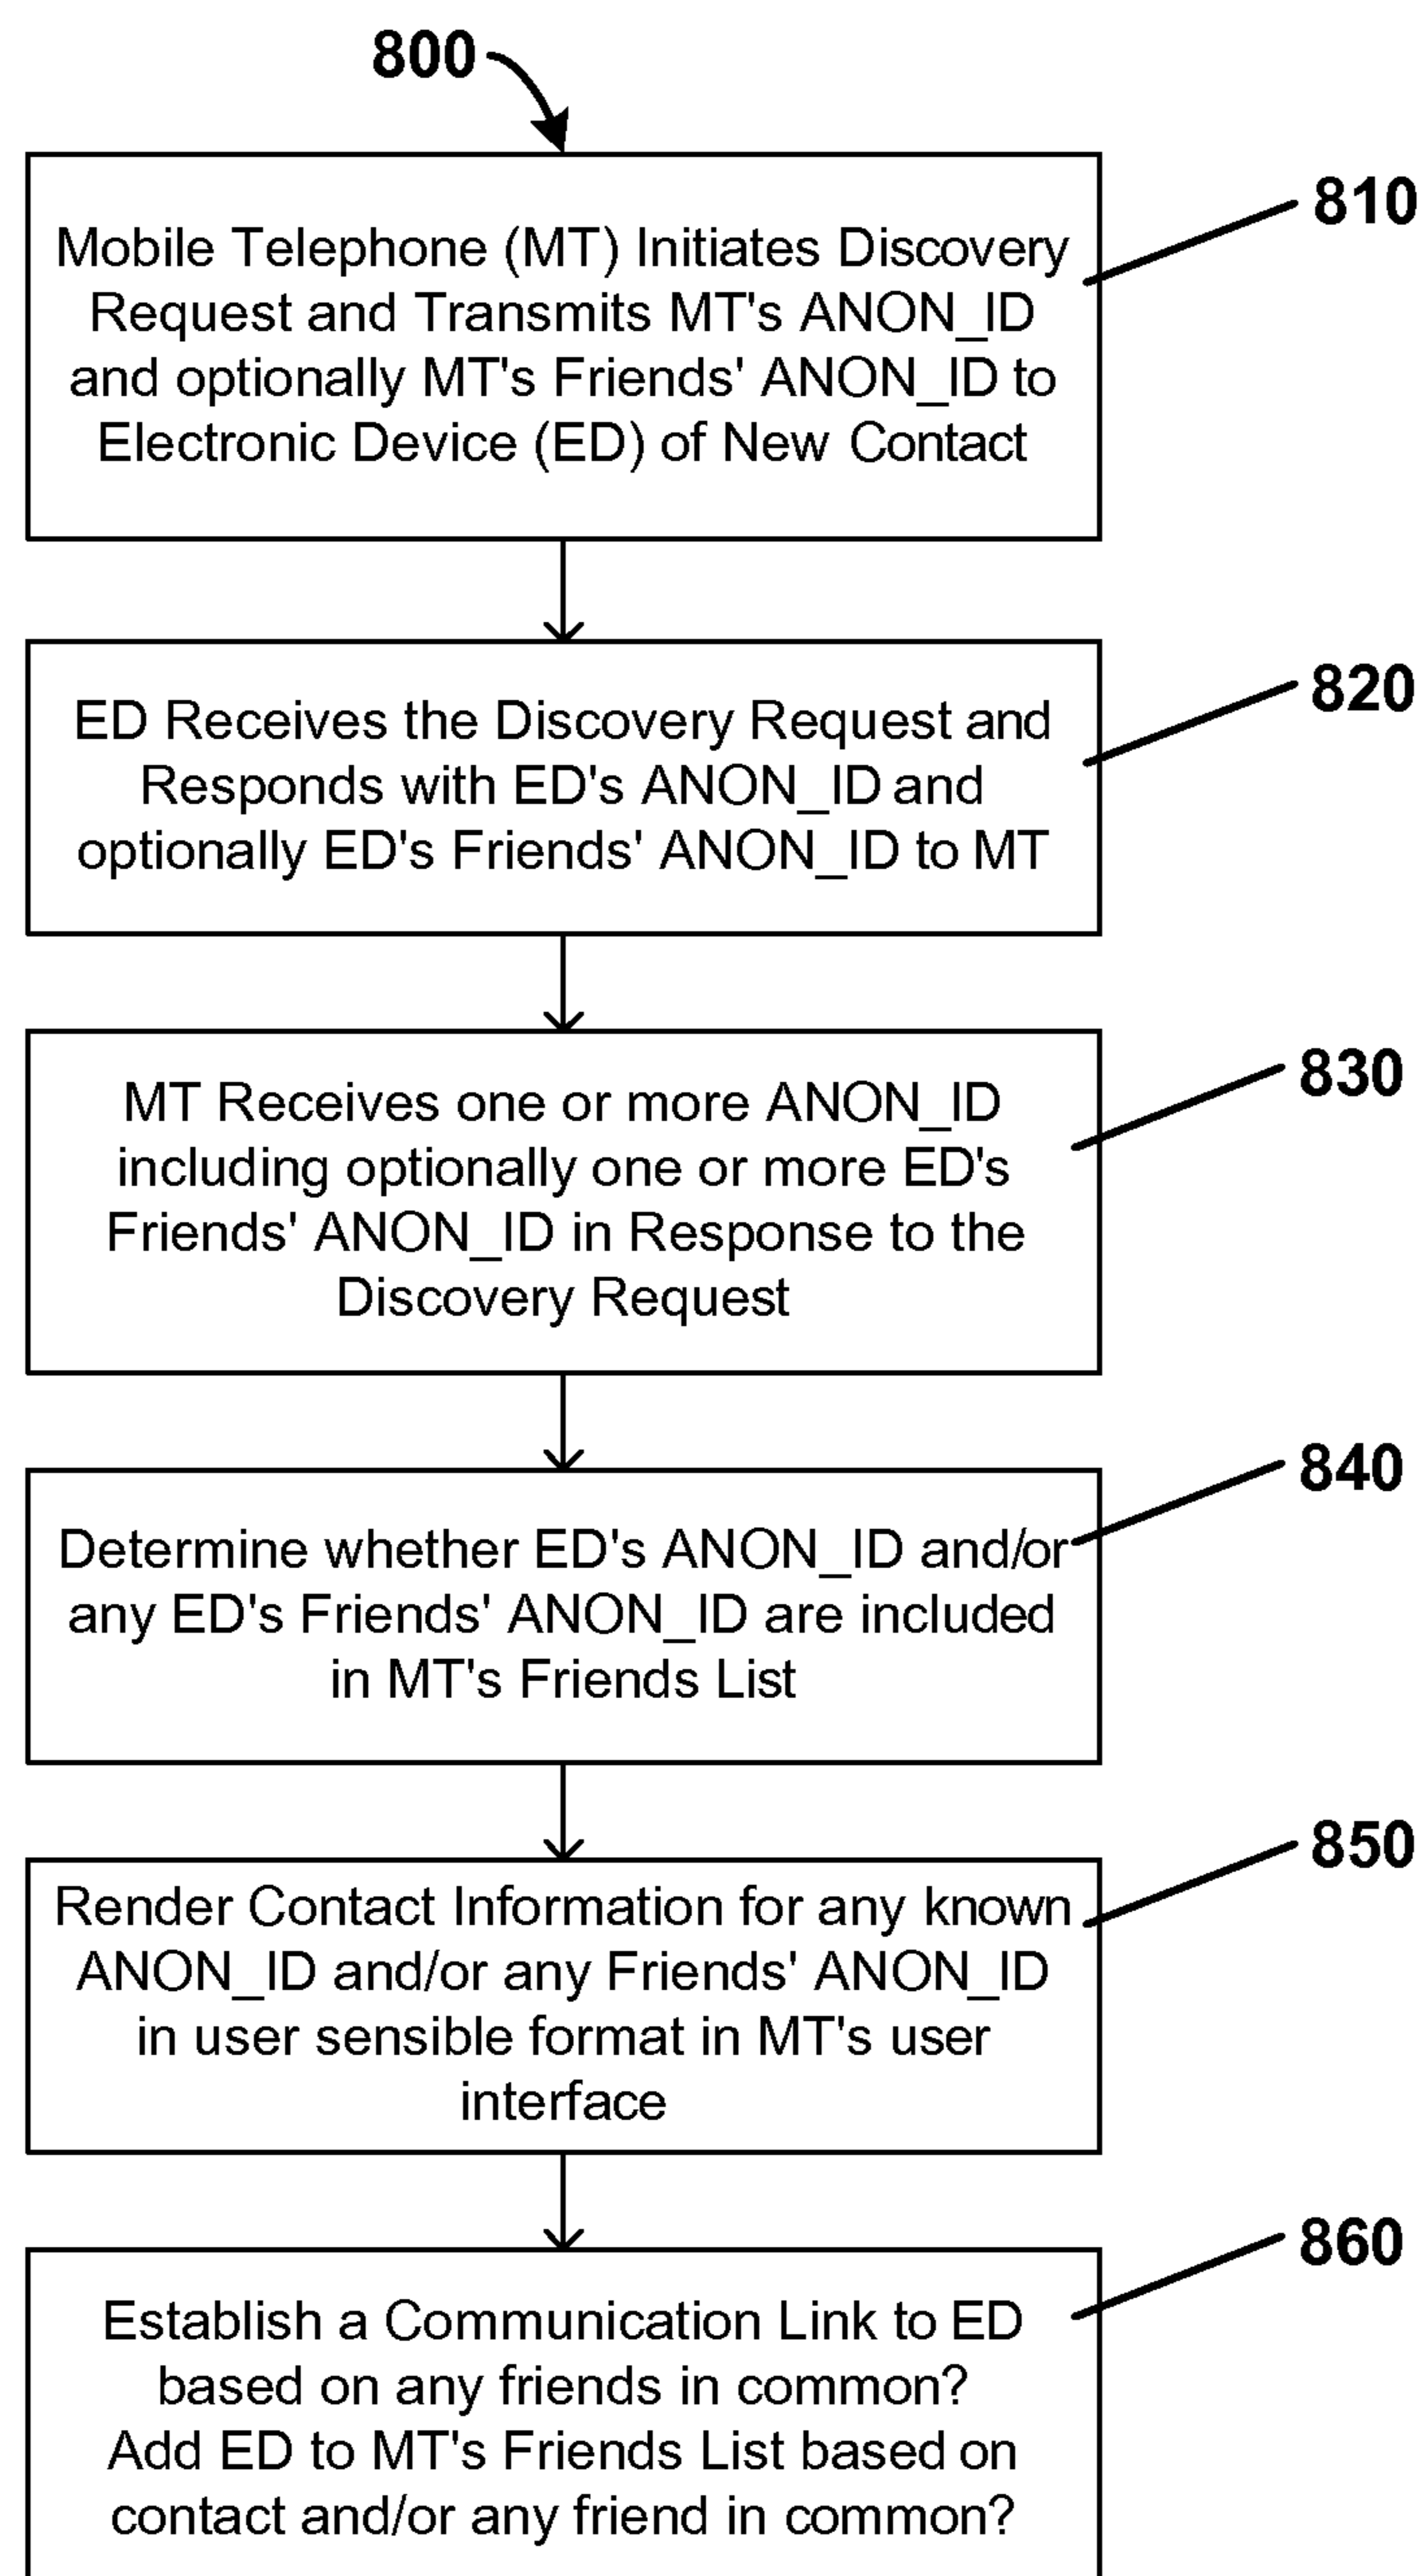 800
810
Mobile Telephone (MT) Initiates Discovery
Request and Transmits MT's ANON_ID
and optionally MT's Friends' ANON_ID to
Electronic Device (ED) of New Contact
820
ED Receives the Discovery Request and
Responds with ED's ANON_ID and
optionally ED's Friends' ANON_ID to MT
830
MT Receives one or more ANON_ID
including optionally one or more ED's
Friends' ANON_ID in Response to the
Discovery Request
840
Determine whether ED's ANON_ID and/or
any ED's Friends' ANON_ID are included
in MT's Friends List
850
Render Contact Information for any known
ANON_ID and/or any Friends' ANON_ID
in user sensible format in MT's user
interface
860
Establish a Communication Link to ED
based on any friends in common?
Add ED to MT's Friends List based on
contact and/or any friend in common?